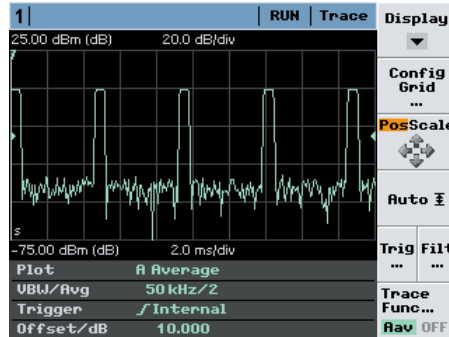 1 RUN Trace Display
25.00 dBm (dB) 20.0 dB/div
Config
Grid
...
PosScale
Auto
s
-75.00 dBm (dB) 2.0 ms/div
Trig Filt
... ...
Plot A Average
VBW/Avg 50 kHz/2
Trigger Internal
Offset/dB 10.000
Trace
Func...
Aav OFF